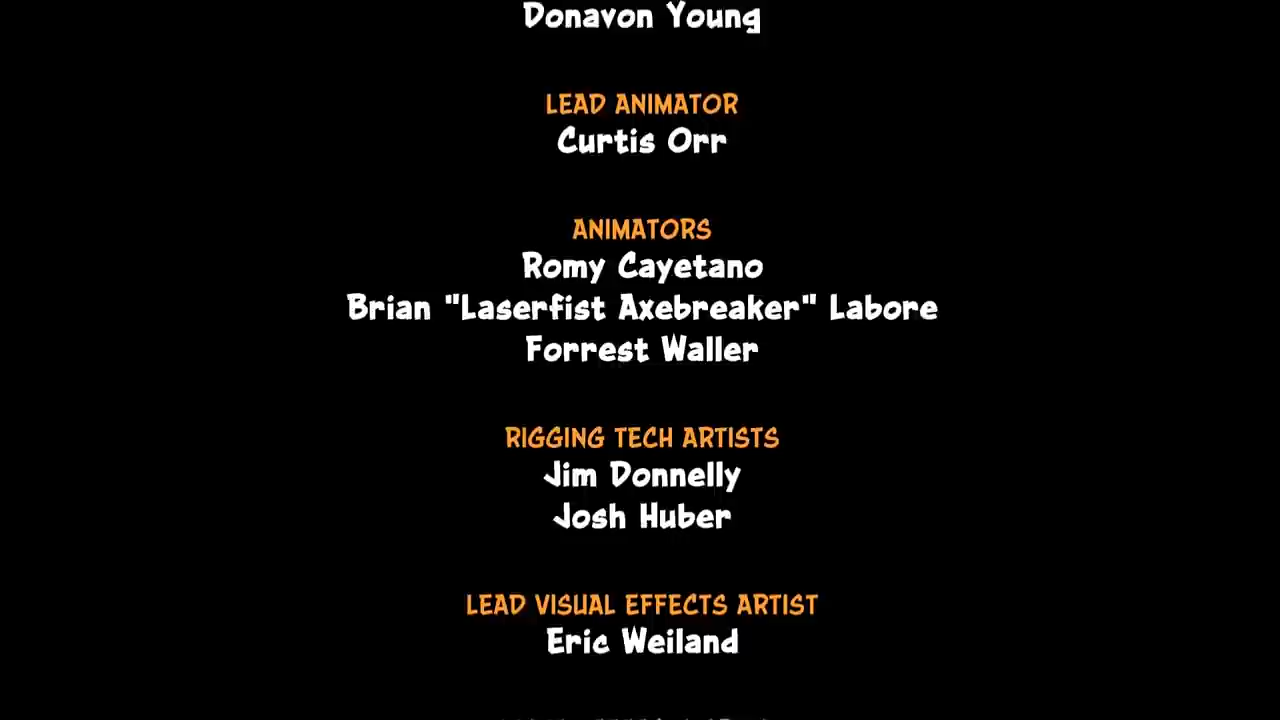 Donavon Young
LEAD ANIMATOR
Curtis Orr
ANIMATORS
Romy Cayetano
Brian "Laserfist Axebreaker" Labore
Forrest Waller
RIGGING TECH ARTISTS
Jim Donnelly
Josh Huber
LEAD VISUAL EFFECTS ARTIST
Eric Weiland